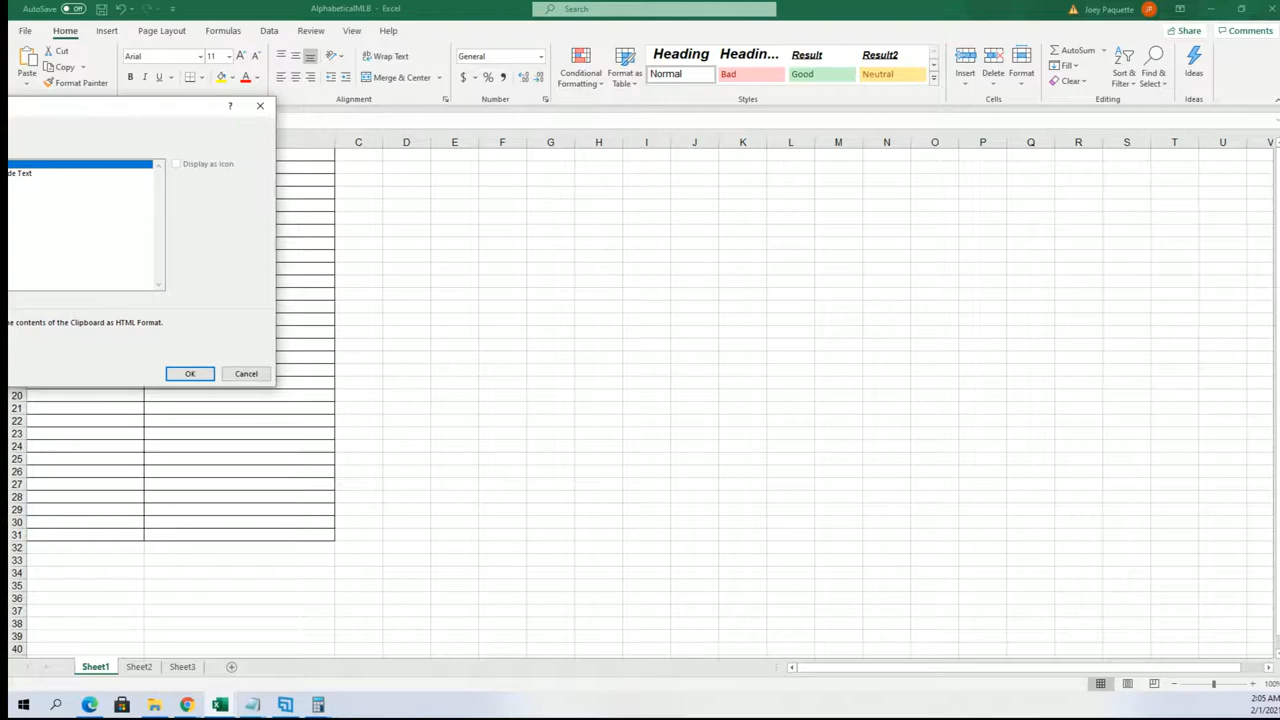 AutoSave Off AlphabeticalMLB - Excel Search Joey Paquette JP
File Home Insert Page Layout Formulas Data Review View Help Share Comments
Paste Cut Copy Format Painter
Arial 11 General
B I U
Wrap Text
Merge & Center
$ %
Conditional Formatting Format as Table
Heading Headin... Result Result2
Normal Bad Good Neutral
Insert Delete Format
AutoSum Fill Clear
Sort & Filter Find & Select
Ideas
Alignment Number Styles Cells Editing Ideas
?
C D E F G H I J K L M N O P Q R S T U V
Display as icon
de Text
e contents of the Clipboard as HTML Format.
OK Cancel
20
21
22
23
24
25
26
27
28
29
30
31
32
33
34
35
36
37
38
39
40
Sheet1 Sheet2 Sheet3
100%
2:05 AM
2/1/202